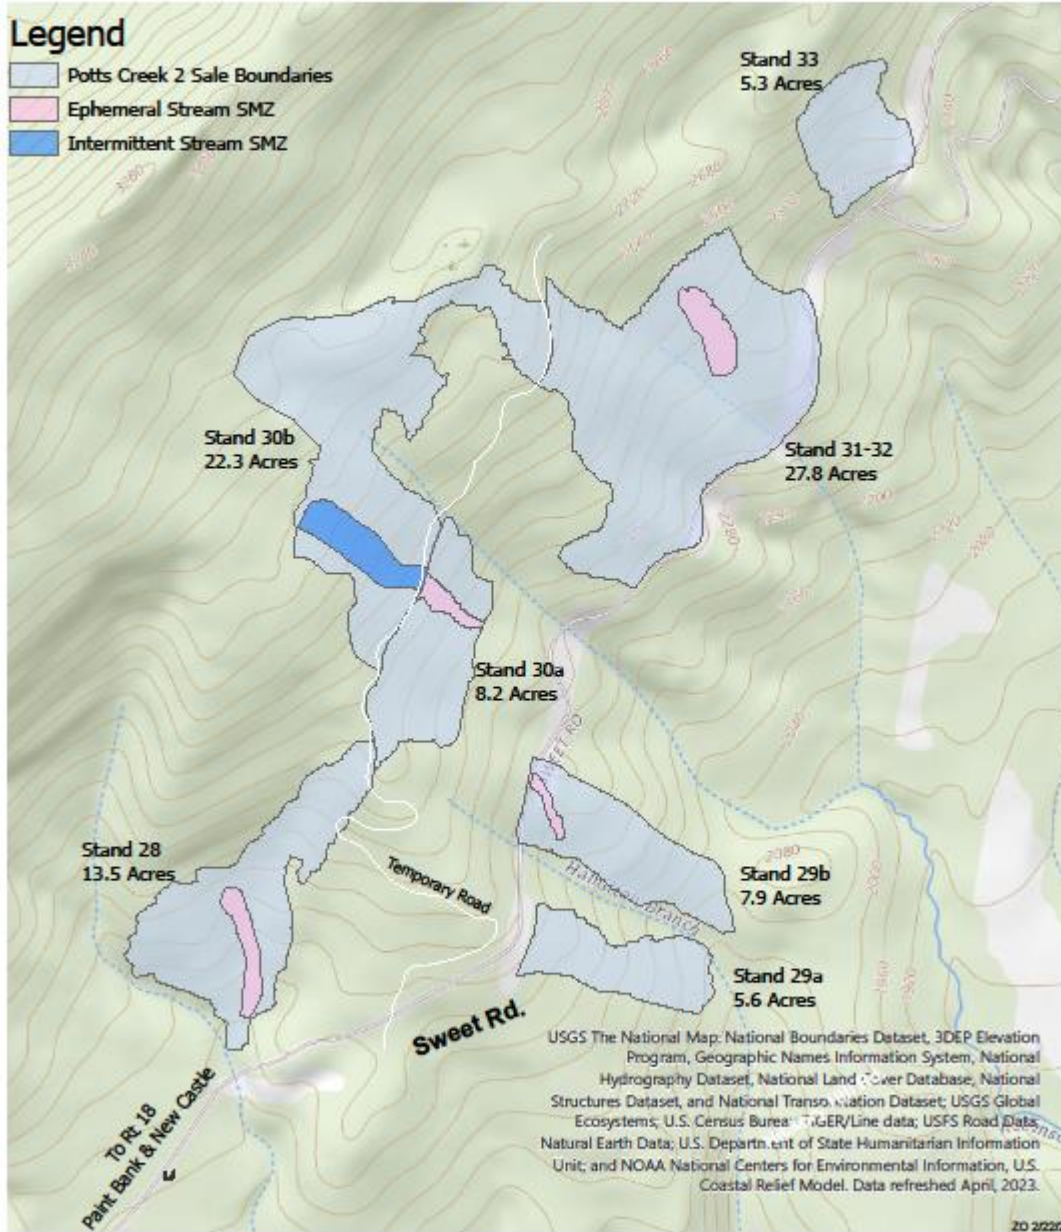 Legend
Potts Creek 2 Sale Boundaries
Ephemeral Stream SMZ
Intermittent Stream SMZ
Stand 33
5.3 Acres
3280
2720
2680
Stand 30b
22.3 Acres
Stand 31-32
27.8 Acres
2280
Stand 30a
8.2 Acres
Stand 28
13.5 Acres
Temporary Road
2080
Stand 29b
7.9 Acres
Branch
Stand 29a
5.6 Acres
Sweet Rd.
To Rt 18
Paint Bank & New Castle
USGS The National Map: National Boundaries Dataset, 3DEP Elevation
Program, Geographic Names Information System, National
Hydrography Dataset, National Land Cover Database, National
Structures Dataset, and National Transportation Dataset; USGS Global
Ecosystems; U.S. Census Bureau TIGER/Line data; USFS Road Data;
Natural Earth Data; U.S. Department of State Humanitarian Information
Unit; and NOAA National Centers for Environmental Information, U.S.
Coastal Relief Model. Data refreshed April, 2023.